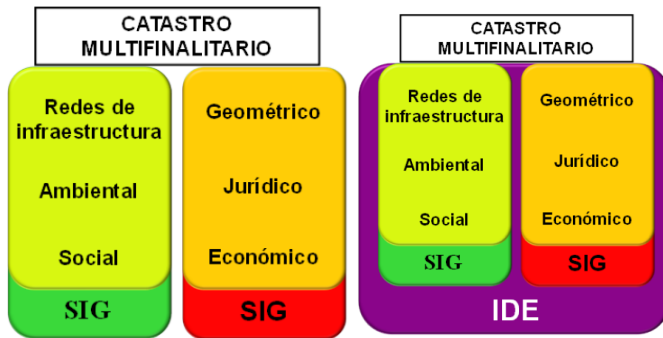 CATASTRO
MULTIFINALITARIO
Redes de
infraestructura
Ambiental
Social
SIG
Geométrico
Jurídico
Económico
SIG
CATASTRO
MULTIFINALITARIO
Redes de
infraestructura
Ambiental
Social
SIG
Geométrico
Jurídico
Económico
SIG
IDE